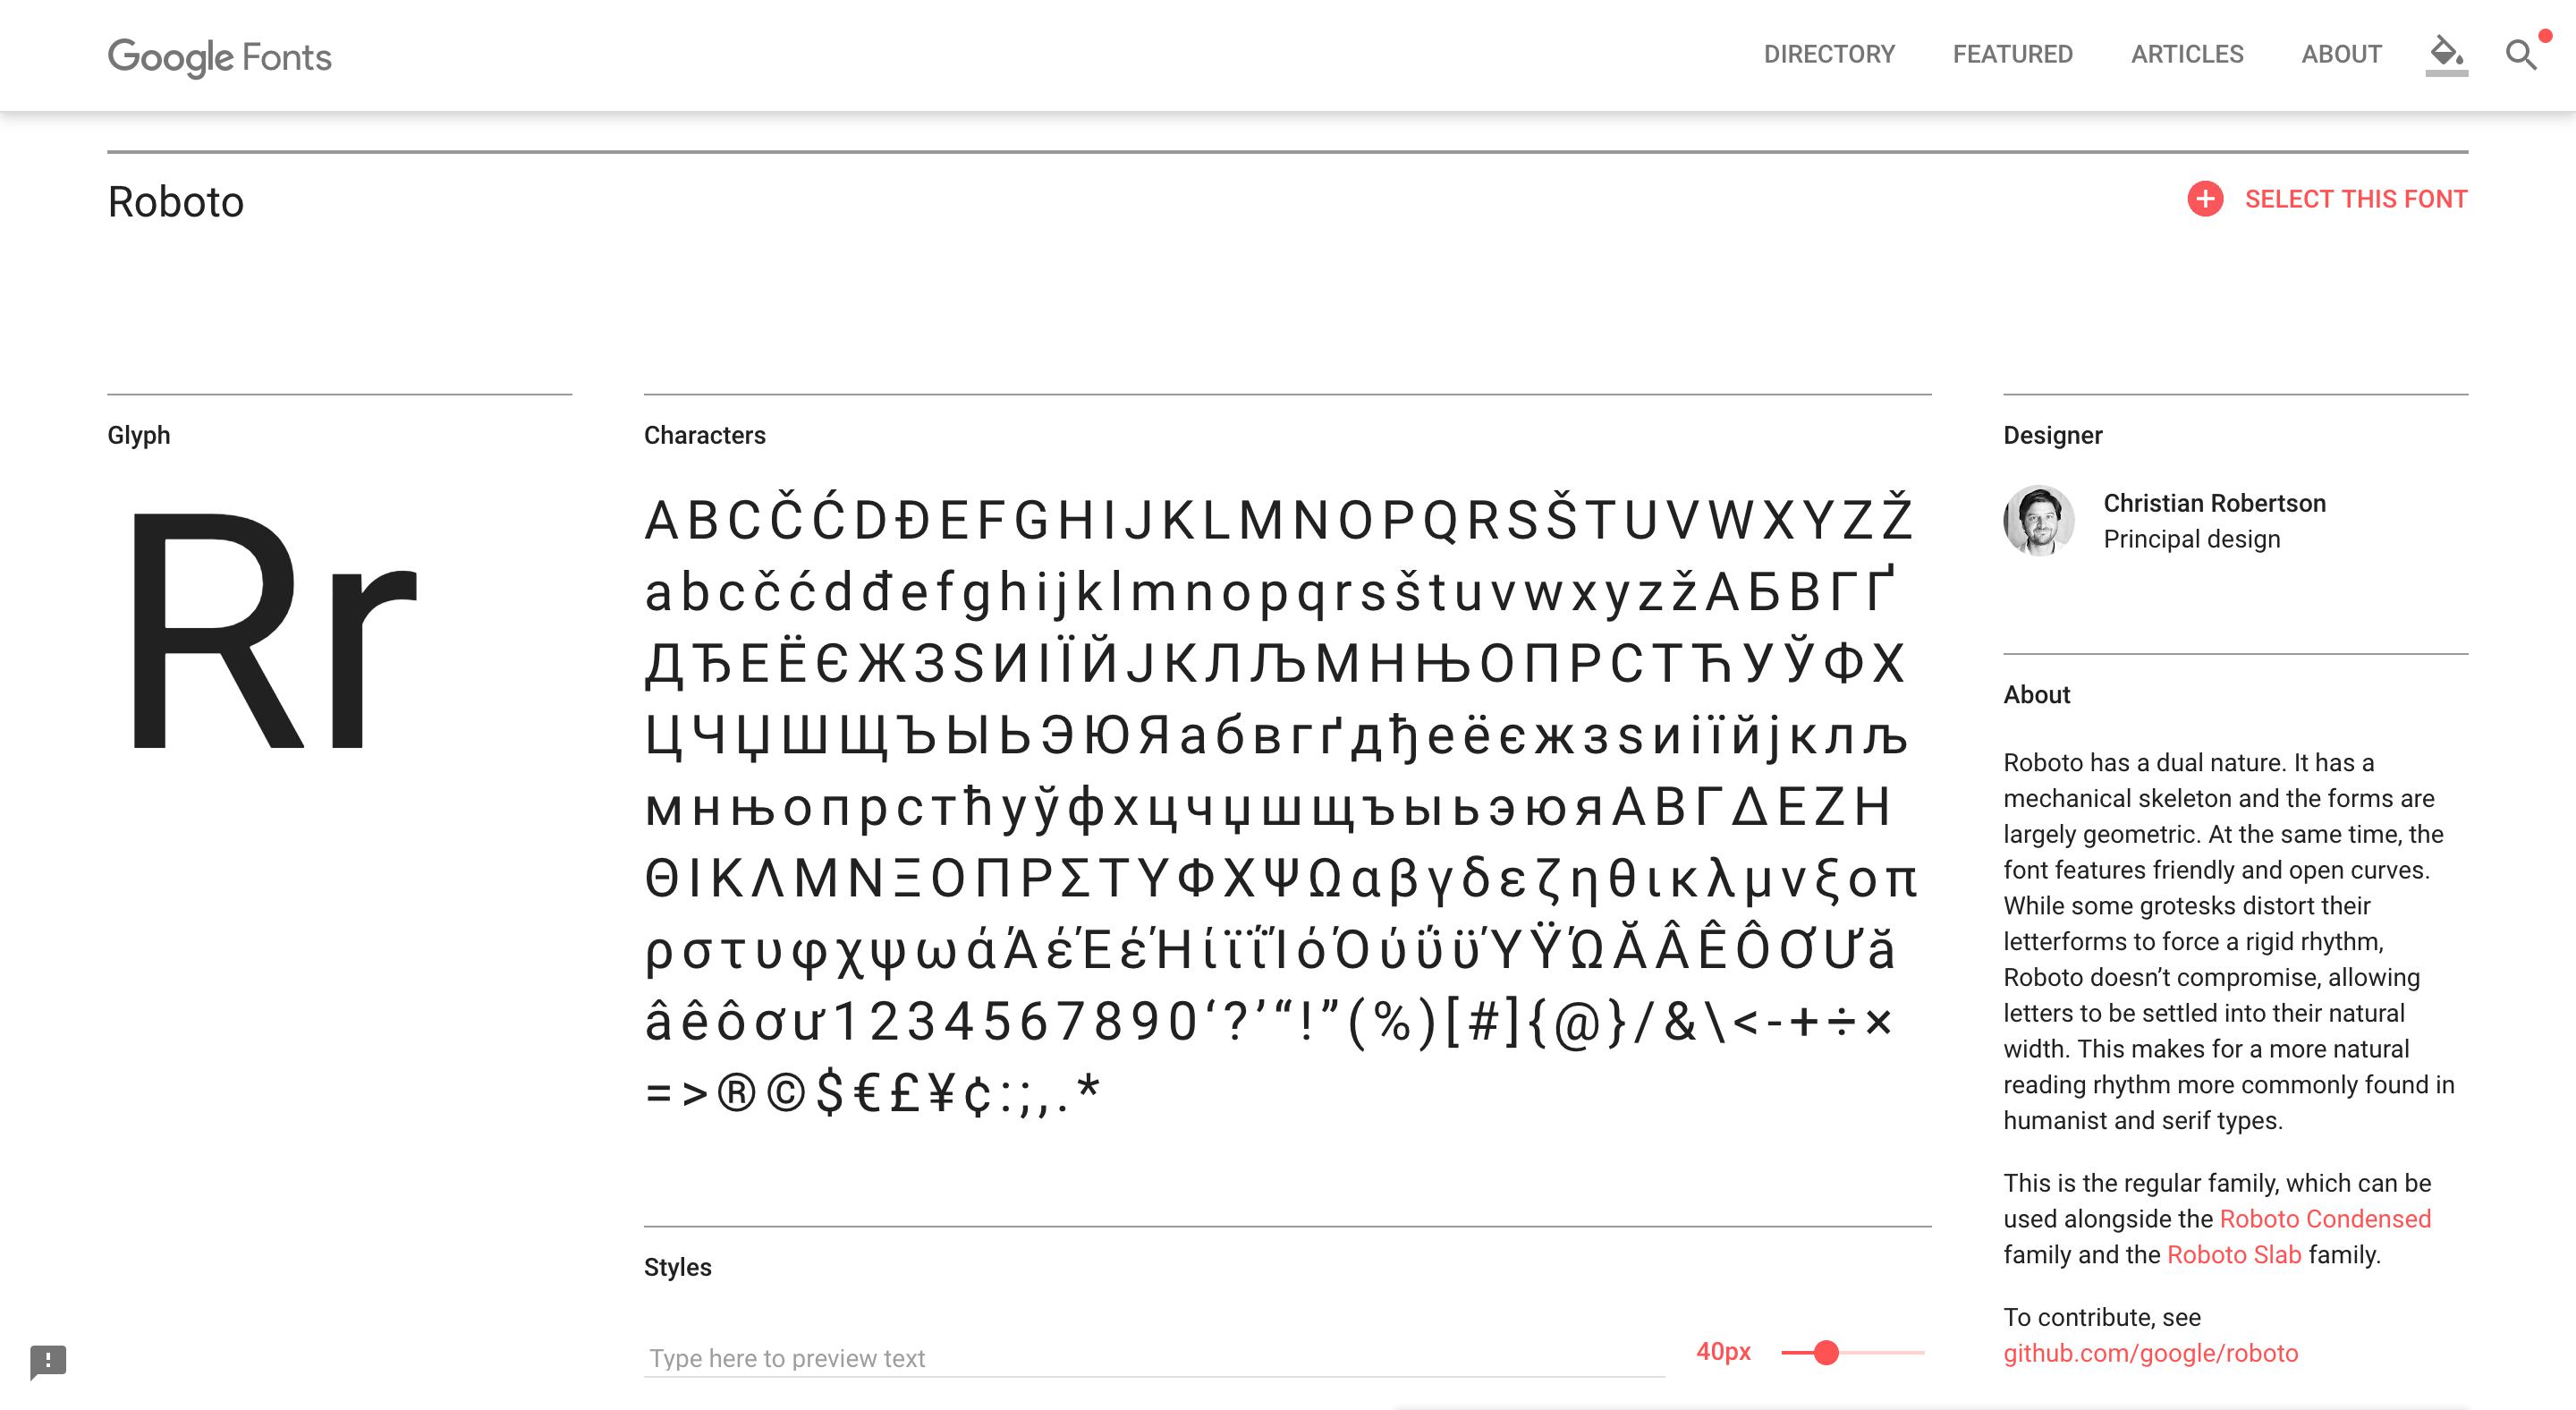 Google Fonts
DIRECTORY
FEATURED
ARTICLES
ABOUT
Roboto
SELECT THIS FONT
Glyph
Rr
Characters
ABCČĆDĐEFGHIJKLMNOPQRSŠTUVWXYZŽ
abcčćdđefghijklmnopqrsštuvwxyzžАБВГҐ
ДЂЕЁЄЖЗЅИІЇЙЈКЛЉМНЊОПРСТЋУЎФХ
ЦЧЏШЩЪЫЬЭЮЯабвгґдђеёєжзѕиіїйјклљ
мнњопрстћуўфхцчџшщъыьэюяΑΒΓΔΕΖΗ
ΘΙΚΛΜΝΞΟΠΡΣΤΥΦΧΨΩαβγδεζηθικλμνξοπ
ρστυφχψωάΆέΈέΉίϊΐΊόΌύΰϋΎΫΏĂÂÊÔƠƯă
âêôơư1234567890‘?’“!”(%)[#]{@}/&\<-+÷×
=>®©$€£¥¢:;,.*
Styles
Type here to preview text
40px
Designer
Christian Robertson
Principal design
About
Roboto has a dual nature. It has a
mechanical skeleton and the forms are
largely geometric. At the same time, the
font features friendly and open curves.
While some grotesks distort their
letterforms to force a rigid rhythm,
Roboto doesn’t compromise, allowing
letters to be settled into their natural
width. This makes for a more natural
reading rhythm more commonly found in
humanist and serif types.
This is the regular family, which can be
used alongside the Roboto Condensed
family and the Roboto Slab family.
To contribute, see
github.com/google/roboto